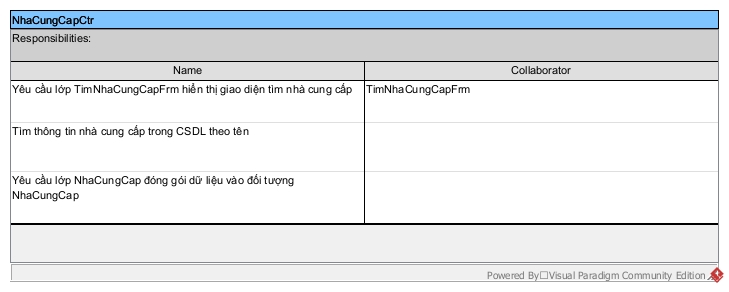 NhaCungCapCtr
Responsibilities:
Name Collaborator
Yêu cầu lớp TimNhaCungCapFrm hiển thị giao diện tìm nhà cung cấp TimNhaCungCapFrm
Tìm thông tin nhà cung cấp trong CSDL theo tên
Yêu cầu lớp NhaCungCap đóng gói dữ liệu vào đối tượng
NhaCungCap
Powered By□Visual Paradigm Community Edition